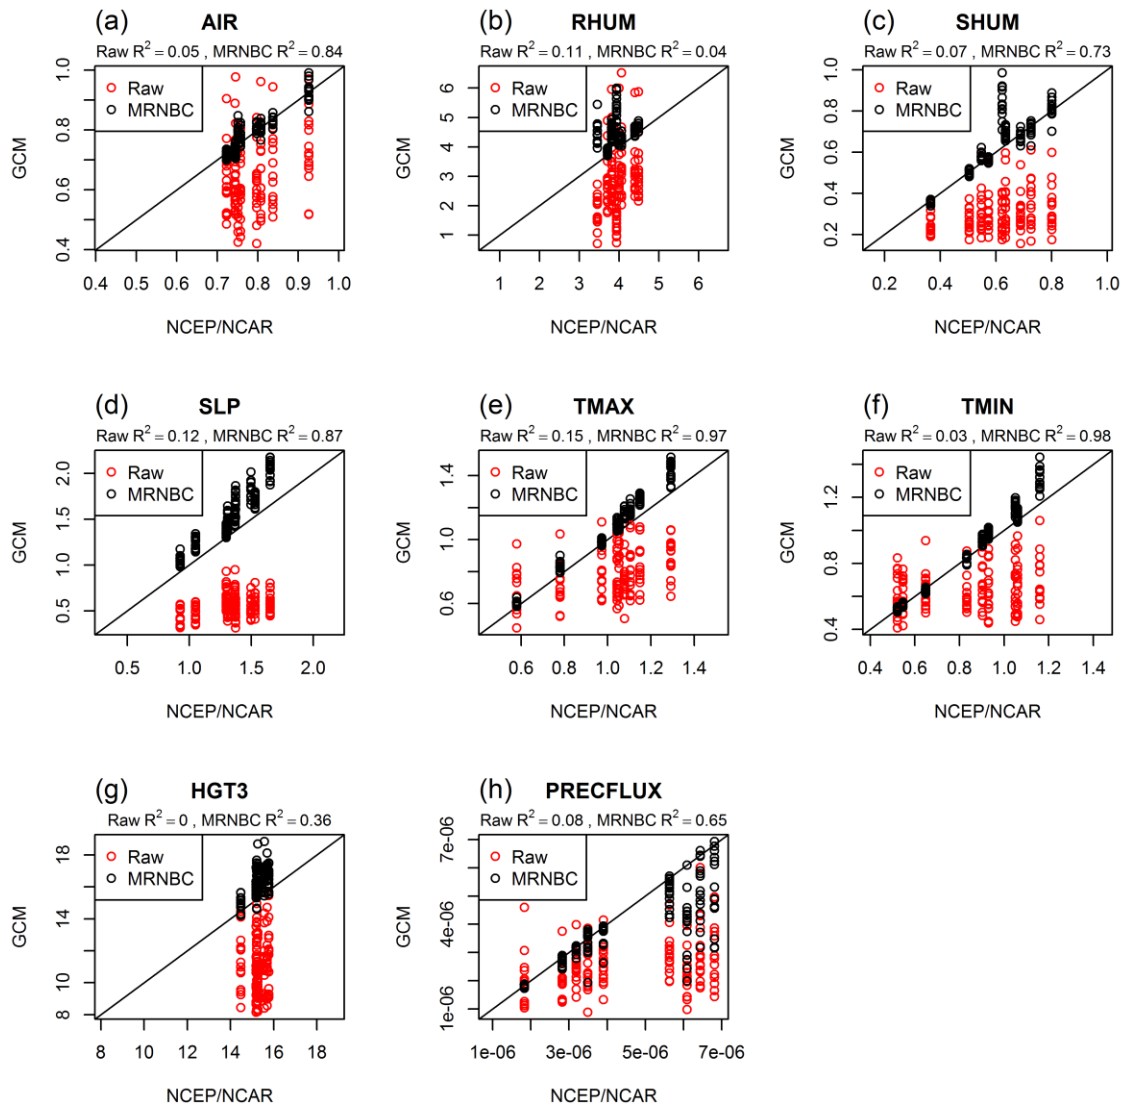 (a) AIR
Raw R² = 0.05 , MRNBC R² = 0.84
Raw
MRNBC
GCM
0.4 0.6 0.8 1.0
0.4 0.5 0.6 0.7 0.8 0.9 1.0
NCEP/NCAR
(b) RHUM
Raw R² = 0.11 , MRNBC R² = 0.04
Raw
MRNBC
GCM
1 2 3 4 5 6
1 2 3 4 5 6
NCEP/NCAR
(c) SHUM
Raw R² = 0.07 , MRNBC R² = 0.73
Raw
MRNBC
GCM
0.2 0.4 0.6 0.8 1.0
0.2 0.4 0.6 0.8 1.0
NCEP/NCAR
(d) SLP
Raw R² = 0.12 , MRNBC R² = 0.87
Raw
MRNBC
GCM
0.5 1.0 1.5 2.0
0.5 1.0 1.5 2.0
NCEP/NCAR
(e) TMAX
Raw R² = 0.15 , MRNBC R² = 0.97
Raw
MRNBC
GCM
0.6 1.0 1.4
0.6 0.8 1.0 1.2 1.4
NCEP/NCAR
(f) TMIN
Raw R² = 0.03 , MRNBC R² = 0.98
Raw
MRNBC
GCM
0.4 0.8 1.2
0.4 0.6 0.8 1.0 1.2 1.4
NCEP/NCAR
(g) HGT3
Raw R² = 0 , MRNBC R² = 0.36
Raw
MRNBC
GCM
8 10 14 18
8 10 12 14 16 18
NCEP/NCAR
(h) PRECFLUX
Raw R² = 0.08 , MRNBC R² = 0.65
Raw
MRNBC
GCM
1e-06 4e-06 7e-06
1e-06 3e-06 5e-06 7e-06
NCEP/NCAR